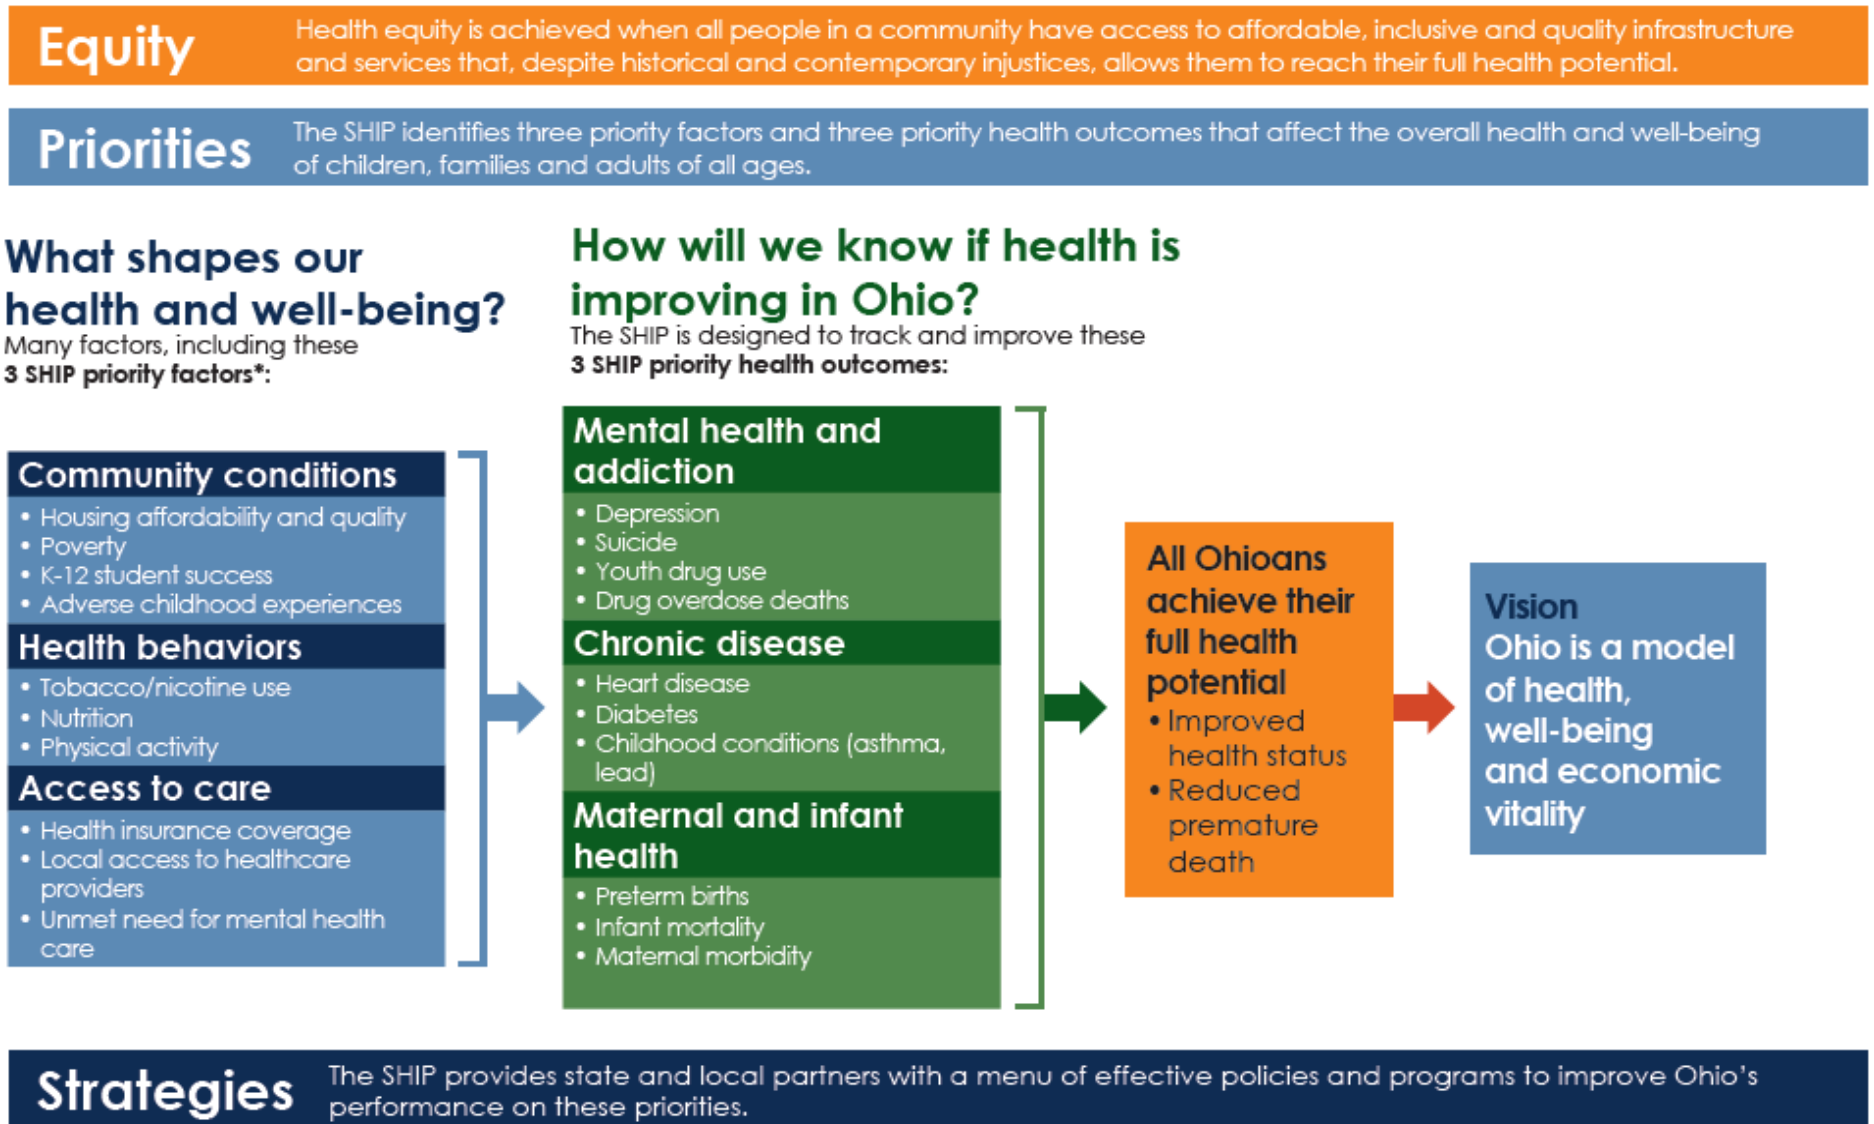 Equity
Health equity is achieved when all people in a community have access to affordable, inclusive and quality infrastructure
and services that, despite historical and contemporary injustices, allows them to reach their full health potential.
Priorities
The SHIP identifies three priority factors and three priority health outcomes that affect the overall health and well-being
of children, families and adults of all ages.
What shapes our
health and well-being?
Many factors, including these
3 SHIP priority factors*:
Community conditions
• Housing affordability and quality
• Poverty
• K-12 student success
• Adverse childhood experiences
Health behaviors
• Tobacco/nicotine use
• Nutrition
• Physical activity
Access to care
• Health insurance coverage
• Local access to healthcare
providers
• Unmet need for mental health
care
How will we know if health is
improving in Ohio?
The SHIP is designed to track and improve these
3 SHIP priority health outcomes:
Mental health and
addiction
• Depression
• Suicide
• Youth drug use
• Drug overdose deaths
Chronic disease
• Heart disease
• Diabetes
• Childhood conditions (asthma,
lead)
Maternal and infant
health
• Preterm births
• Infant mortality
• Maternal morbidity
All Ohioans
achieve their
full health
potential
• Improved
health status
• Reduced
premature
death
Vision
Ohio is a model
of health,
well-being
and economic
vitality
Strategies
The SHIP provides state and local partners with a menu of effective policies and programs to improve Ohio's
performance on these priorities.